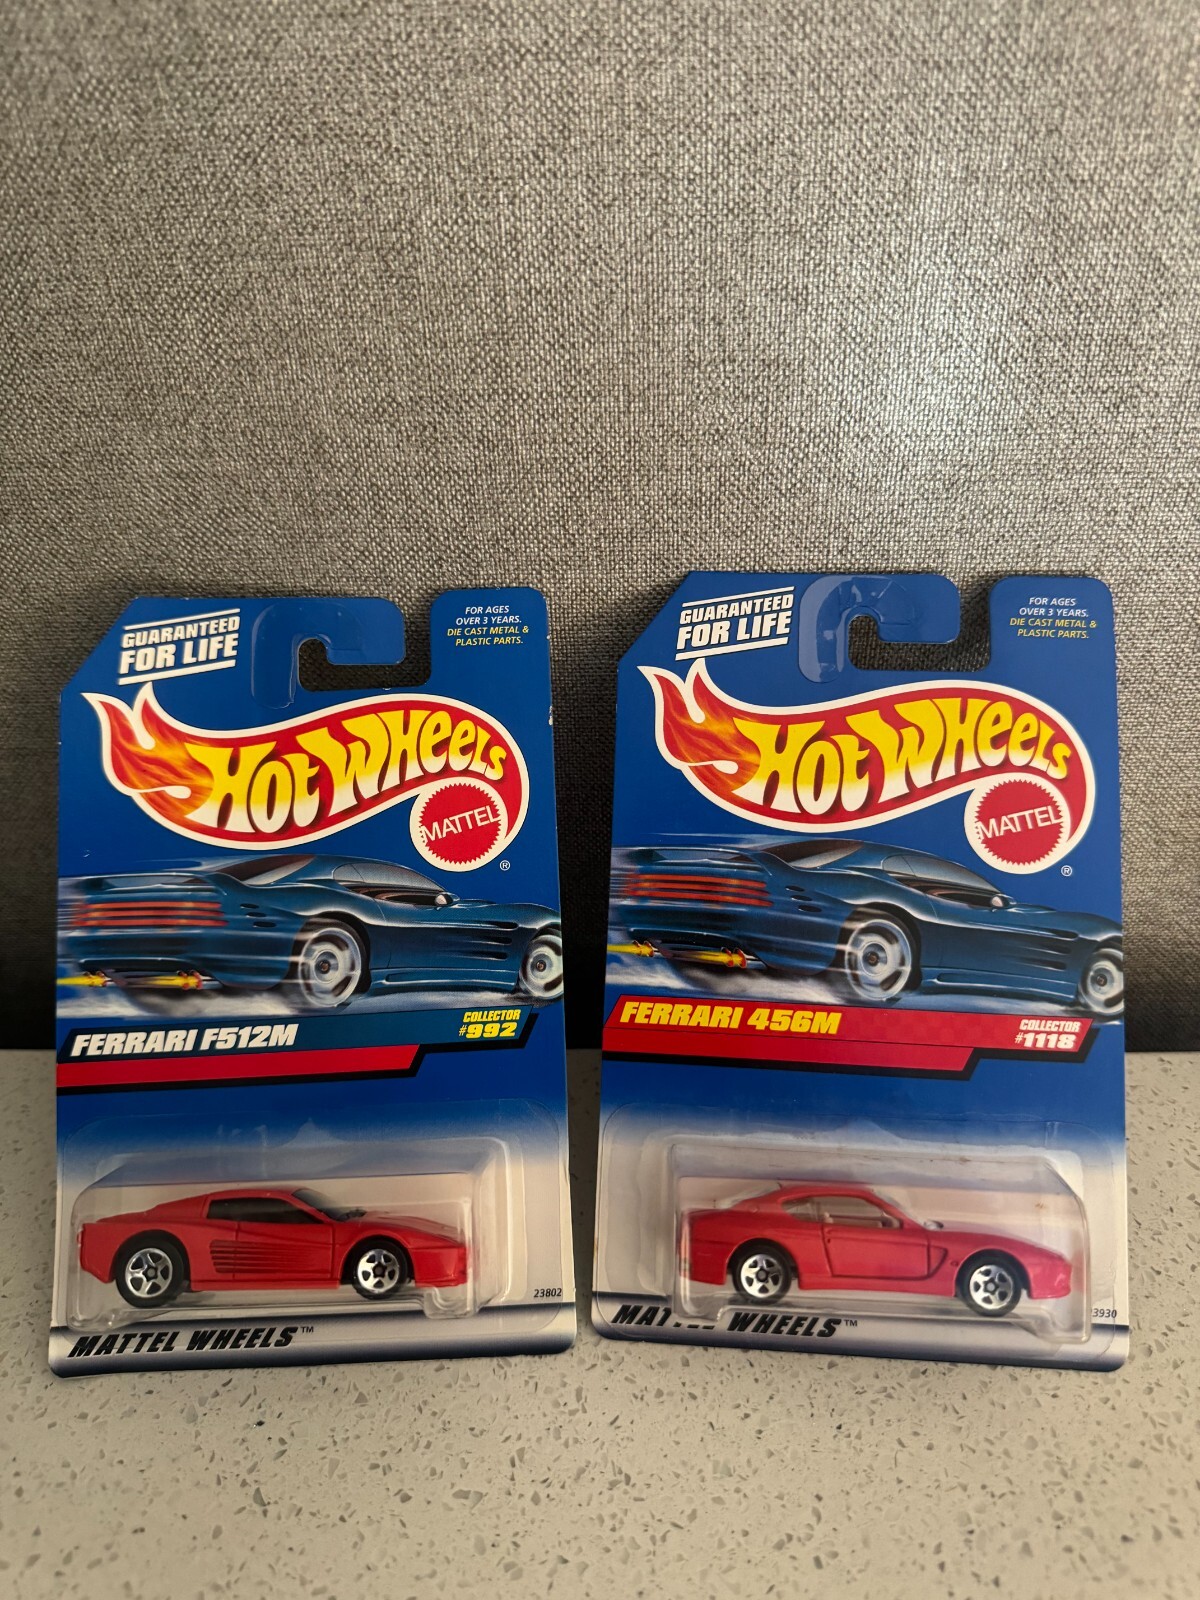 GUARANTEED
FOR LIFE
FOR AGES
OVER 3 YEARS.
DIE CAST METAL &
PLASTIC PARTS.
HOT WHEELS
MATTEL
®
FERRARI F512M
COLLECTOR
#992
23802
MATTEL WHEELS™
GUARANTEED
FOR LIFE
FOR AGES
OVER 3 YEARS.
DIE CAST METAL &
PLASTIC PARTS.
HOT WHEELS
MATTEL
®
FERRARI 456M
COLLECTOR
#1118
3930
WHEELS™